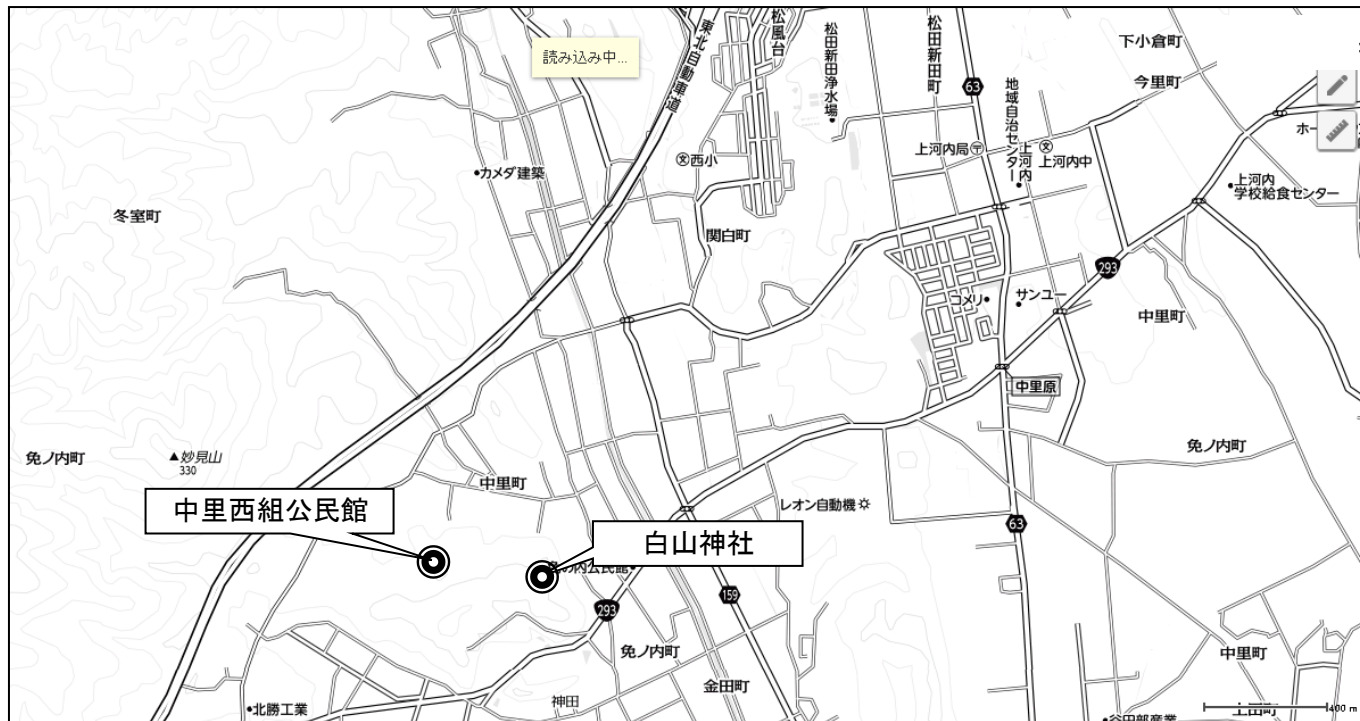 東北自動車道
松風台
読み込み中...
松田新田浄水場
松田新田町
63
下小倉町
今里町
地域自治センター
上河内
上河内局
上河内中
文
文西小
カメダ建築
上河内
学校給食センター
冬室町
関白町
293
コメリ
サンユー
中里町
中里原
免ノ内町
妙見山
330
免ノ内町
中里町
レオン自動機
中里西組公民館
白山神社
63
の内公民館
293
159
免ノ内町
金田町
神田
北勝工業
中里町
400 m